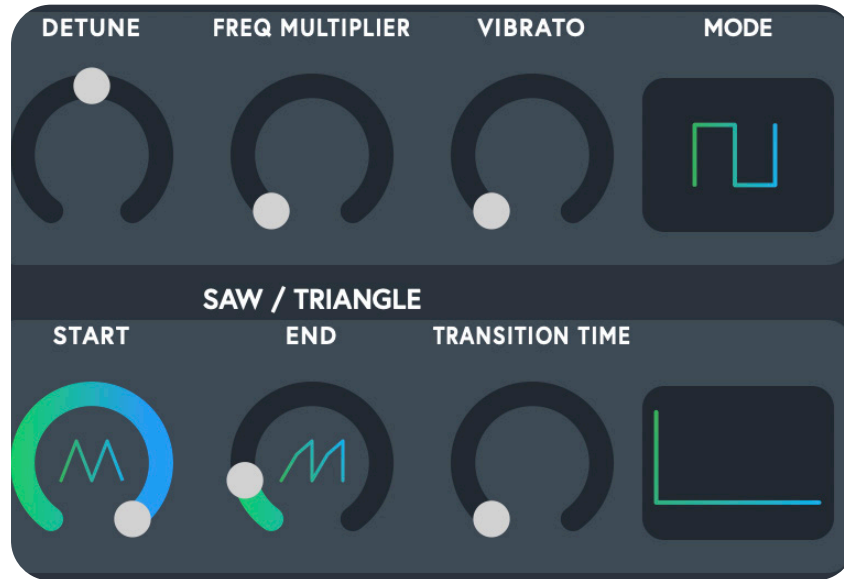 DETUNE FREQ MULTIPLIER VIBRATO MODE
SAW / TRIANGLE
START END TRANSITION TIME